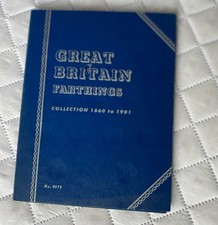 GREAT
BRITAIN
FARTHINGS
COLLECTION 1860 to 1901